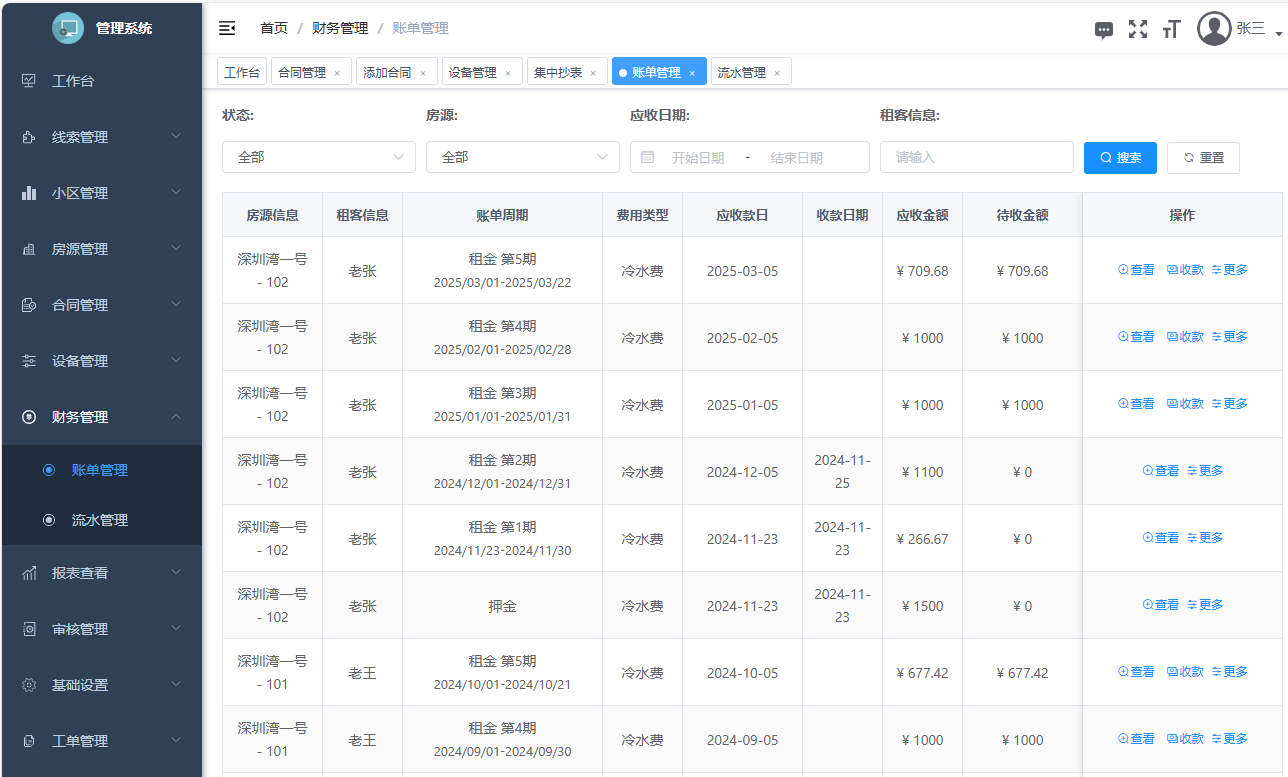 管理系统
工作台
线索管理
小区管理
房源管理
合同管理
设备管理
财务管理
账单管理
流水管理
报表查看
审核管理
基础设置
工单管理
首页 / 财务管理 / 账单管理
张三
工作台 合同管理 × 添加合同 × 设备管理 × 集中抄表 × 账单管理 × 流水管理 ×
状态: 房源: 应收日期: 租客信息:
全部 全部 开始日期 - 结束日期 请输入 搜索 重置
房源信息 租客信息 账单周期 费用类型 应收款日 收款日期 应收金额 待收金额 操作
深圳湾一号 租金 第5期
- 102 老张 2025/03/01-2025/03/22 冷水费 2025-03-05 ¥ 709.68 ¥ 709.68 查看 收款 更多
深圳湾一号 租金 第4期
- 102 老张 2025/02/01-2025/02/28 冷水费 2025-02-05 ¥ 1000 ¥ 1000 查看 收款 更多
深圳湾一号 租金 第3期
- 102 老张 2025/01/01-2025/01/31 冷水费 2025-01-05 ¥ 1000 ¥ 1000 查看 收款 更多
深圳湾一号 租金 第2期 2024-11-
- 102 老张 2024/12/01-2024/12/31 冷水费 2024-12-05 25 ¥ 1100 ¥ 0 查看 更多
深圳湾一号 租金 第1期 2024-11-
- 102 老张 2024/11/23-2024/11/30 冷水费 2024-11-23 23 ¥ 266.67 ¥ 0 查看 更多
深圳湾一号 2024-11-
- 102 老张 押金 冷水费 2024-11-23 23 ¥ 1500 ¥ 0 查看 更多
深圳湾一号 租金 第5期
- 101 老王 2024/10/01-2024/10/21 冷水费 2024-10-05 ¥ 677.42 ¥ 677.42 查看 收款 更多
深圳湾一号 租金 第4期
- 101 老王 2024/09/01-2024/09/30 冷水费 2024-09-05 ¥ 1000 ¥ 1000 查看 收款 更多